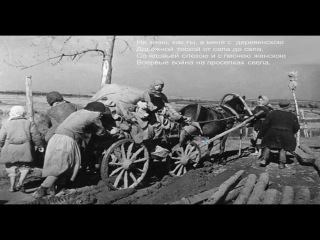 Не знаю, как ты, а меня с деревенскою
Дорожной тоской от села до села,
Со вдовьей слезою и с песнею женскою
Впервые война на проселках свела.